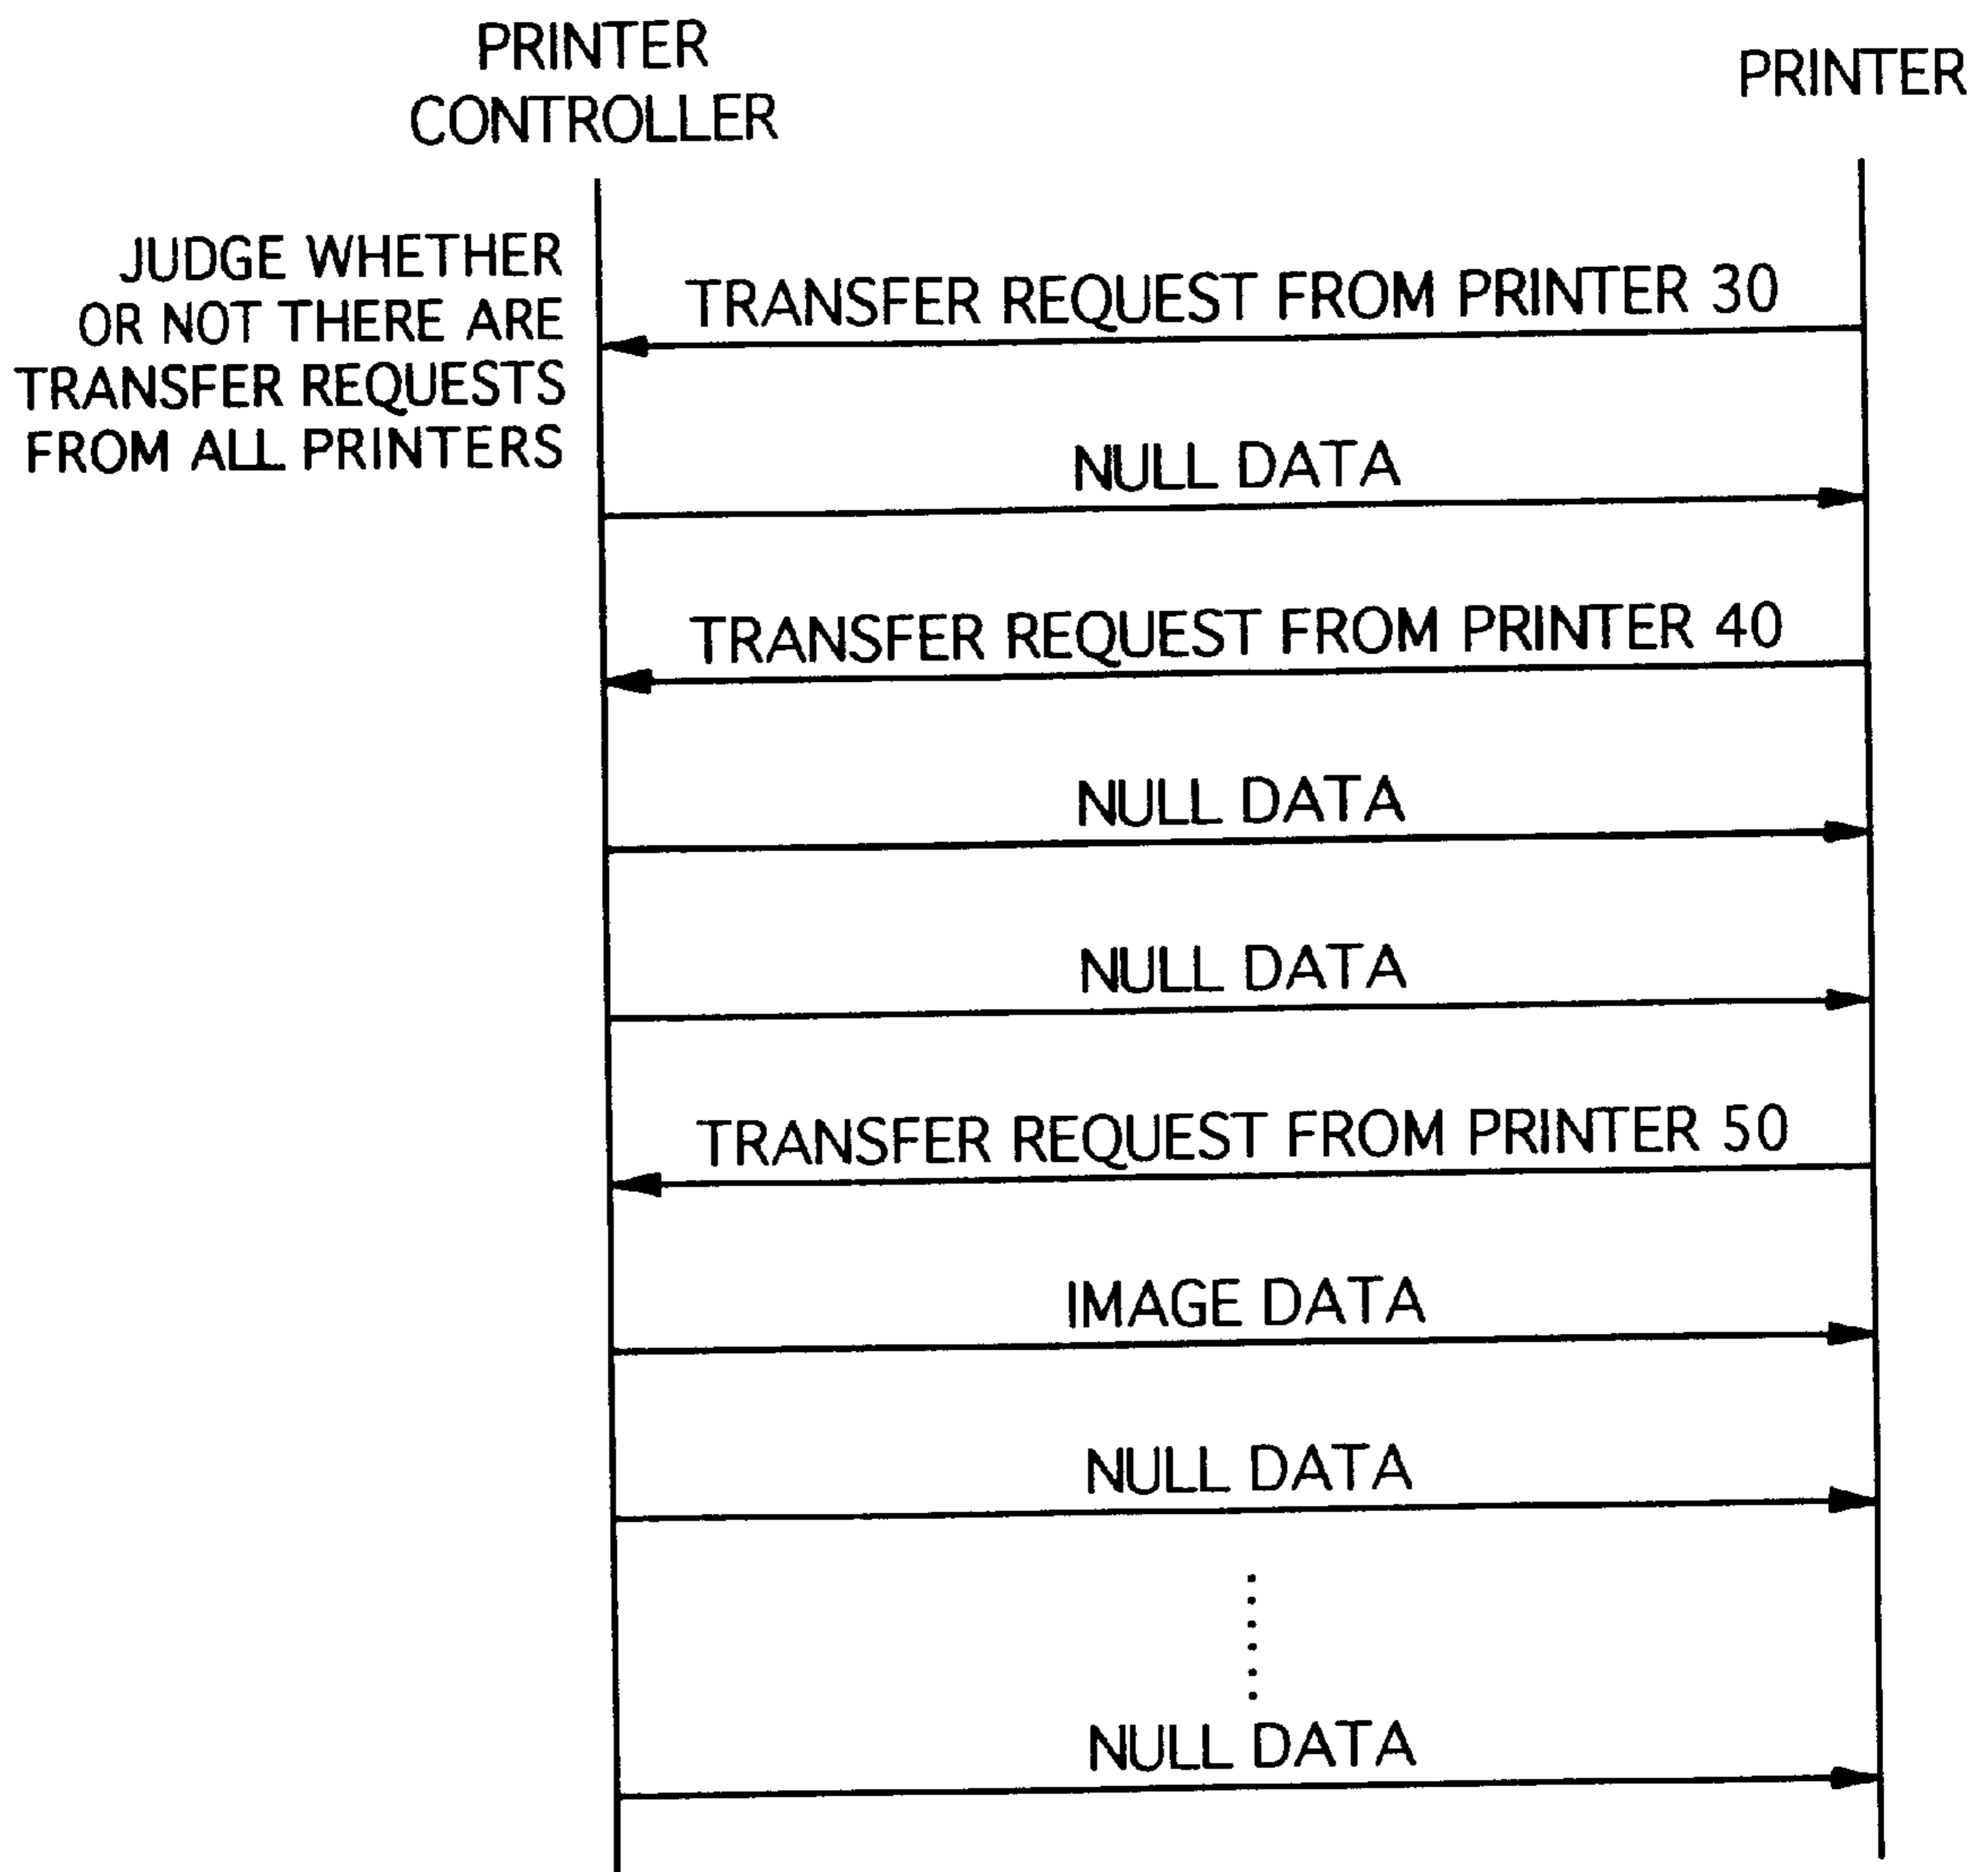 PRINTER
CONTROLLER
PRINTER
JUDGE WHETHER
OR NOT THERE ARE
TRANSFER REQUESTS
FROM ALL PRINTERS
TRANSFER REQUEST FROM PRINTER 30
NULL DATA
TRANSFER REQUEST FROM PRINTER 40
NULL DATA
NULL DATA
TRANSFER REQUEST FROM PRINTER 50
IMAGE DATA
NULL DATA
NULL DATA